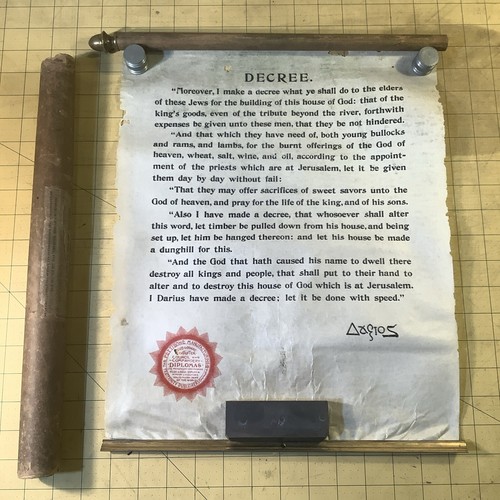 DECREE.
"Moreover, I make a decree what ye shall do to the elders
of these Jews for the building of this house of God: that of the
king's goods, even of the tribute beyond the river, forthwith
expenses be given unto these men, that they be not hindered.
"And that which they have need of, both young bullocks
and rams, and lambs, for the burnt offerings of the God of
heaven, wheat, salt, wine, and oil, according to the appoint-
ment of the priests which are at Jerusalem, let it be given
them day by day without fail:
"That they may offer sacrifices of sweet savors unto the
God of heaven, and pray for the life of the king, and of his sons.
"Also I have made a decree, that whosoever shall alter
this word, let timber be pulled down from his house, and being
set up, let him be hanged thereon: and let his house be made
a dunghill for this.
"And the God that hath caused his name to dwell there
destroy all kings and people, that shall put to their hand to
alter and to destroy this house of God which is at Jerusalem.
I Darius have made a decree; let it be done with speed."
DIPLOMAS